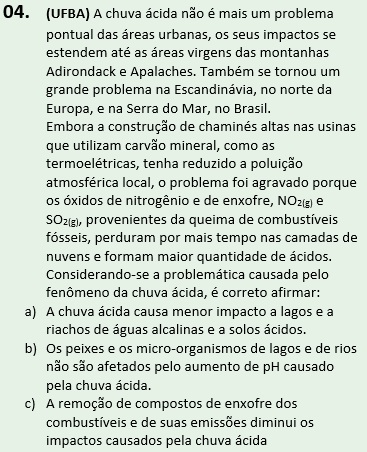 04. (UFBA) A chuva ácida não é mais um problema
pontual das áreas urbanas, os seus impactos se
estendem até as áreas virgens das montanhas
Adirondack e Apalaches. Também se tornou um
grande problema na Escandinávia, no norte da
Europa, e na Serra do Mar, no Brasil.
Embora a construção de chaminés altas nas usinas
que utilizam carvão mineral, como as
termoelétricas, tenha reduzido a poluição
atmosférica local, o problema foi agravado porque
os óxidos de nitrogênio e de enxofre, NO2(g) e
SO2(g), provenientes da queima de combustíveis
fósseis, perduram por mais tempo nas camadas de
nuvens e formam maior quantidade de ácidos.
Considerando-se a problemática causada pelo
fenômeno da chuva ácida, é correto afirmar:
a) A chuva ácida causa menor impacto a lagos e a
riachos de águas alcalinas e a solos ácidos.
b) Os peixes e os micro-organismos de lagos e de rios
não são afetados pelo aumento de pH causado
pela chuva ácida.
c) A remoção de compostos de enxofre dos
combustíveis e de suas emissões diminui os
impactos causados pela chuva ácida